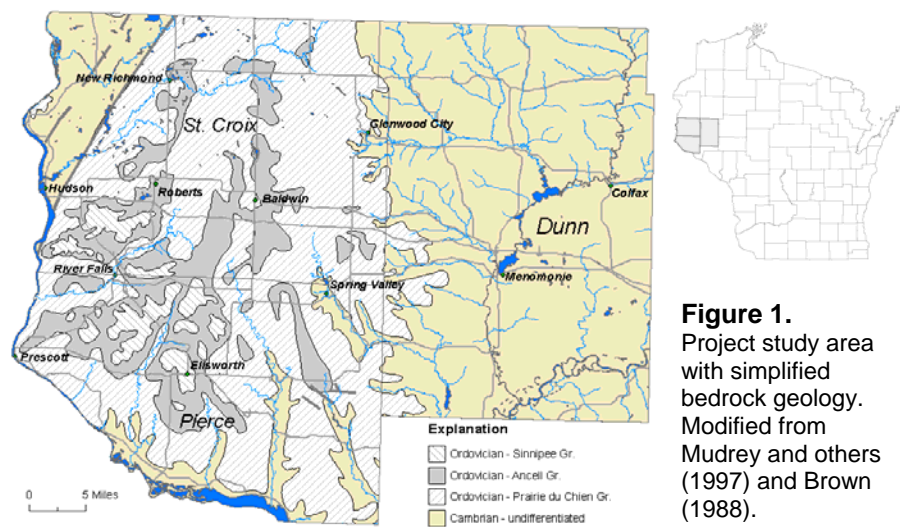 New Richmond
St. Croix
Glenwood City
Hudson
Roberts
Baldwin
Colfax
Dunn
River Falls
Spring Valley
Menomonie
Prescott
Ellsworth
Pierce
0 5 Miles
Explanation
Ordovician - Sinnipee Gr.
Ordovician - Ancell Gr.
Ordovician - Prairie du Chien Gr.
Cambrian - undifferentiated
Figure 1.
Project study area
with simplified
bedrock geology.
Modified from
Mudrey and others
(1997) and Brown
(1988).